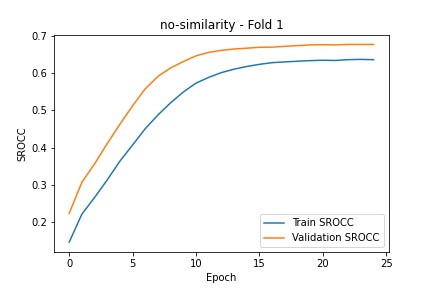 no-similarity - Fold 1
SROCC
0.7
0.6
0.5
0.4
0.3
0.2
Train SROCC
Validation SROCC
0 5 10 15 20 25
Epoch